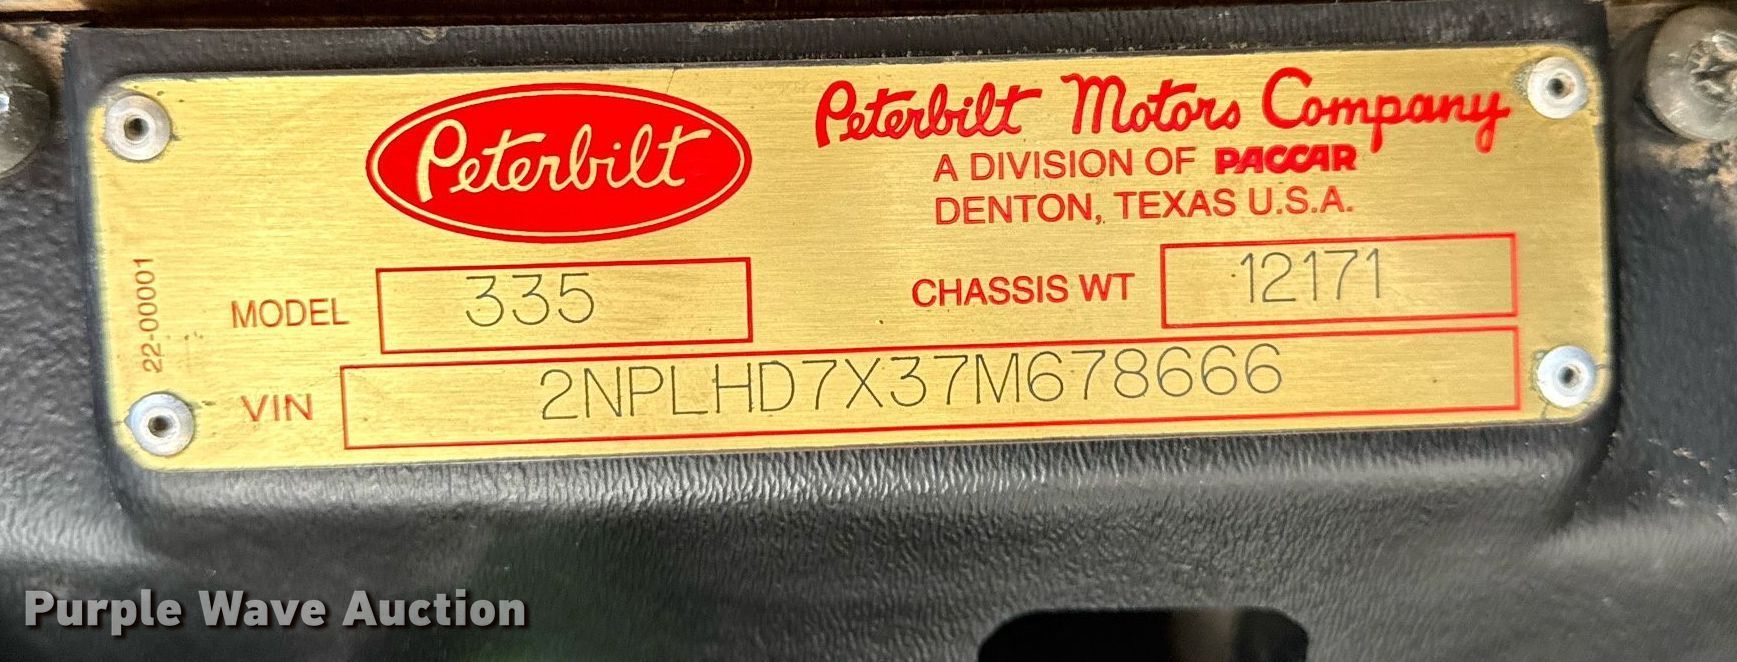 Peterbilt
Peterbilt Motors Company
A DIVISION OF PACCAR
DENTON, TEXAS U.S.A.
22-00001
MODEL 335
CHASSIS WT 12171
VIN 2NPLHD7X37M678666
Purple Wave Auction